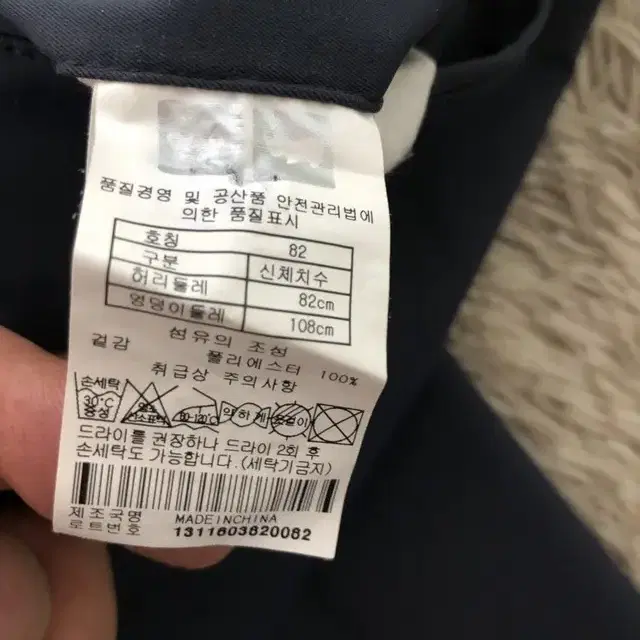 품질경영 및 공산품 안전관리법에
의한 품질표시
호칭 82
구분 신체치수
허리둘레 82cm
엉덩이둘레 108cm
섬유의 조성
겉감 폴리에스터 100%
취급상 주의사항
손세탁
30℃
중성
약하게
드라이를 권장하나 드라이 2회 후
손세탁도 가능합니다.(세탁기금지)
제조국명 MADEINCHINA
로트번호 1311603820082